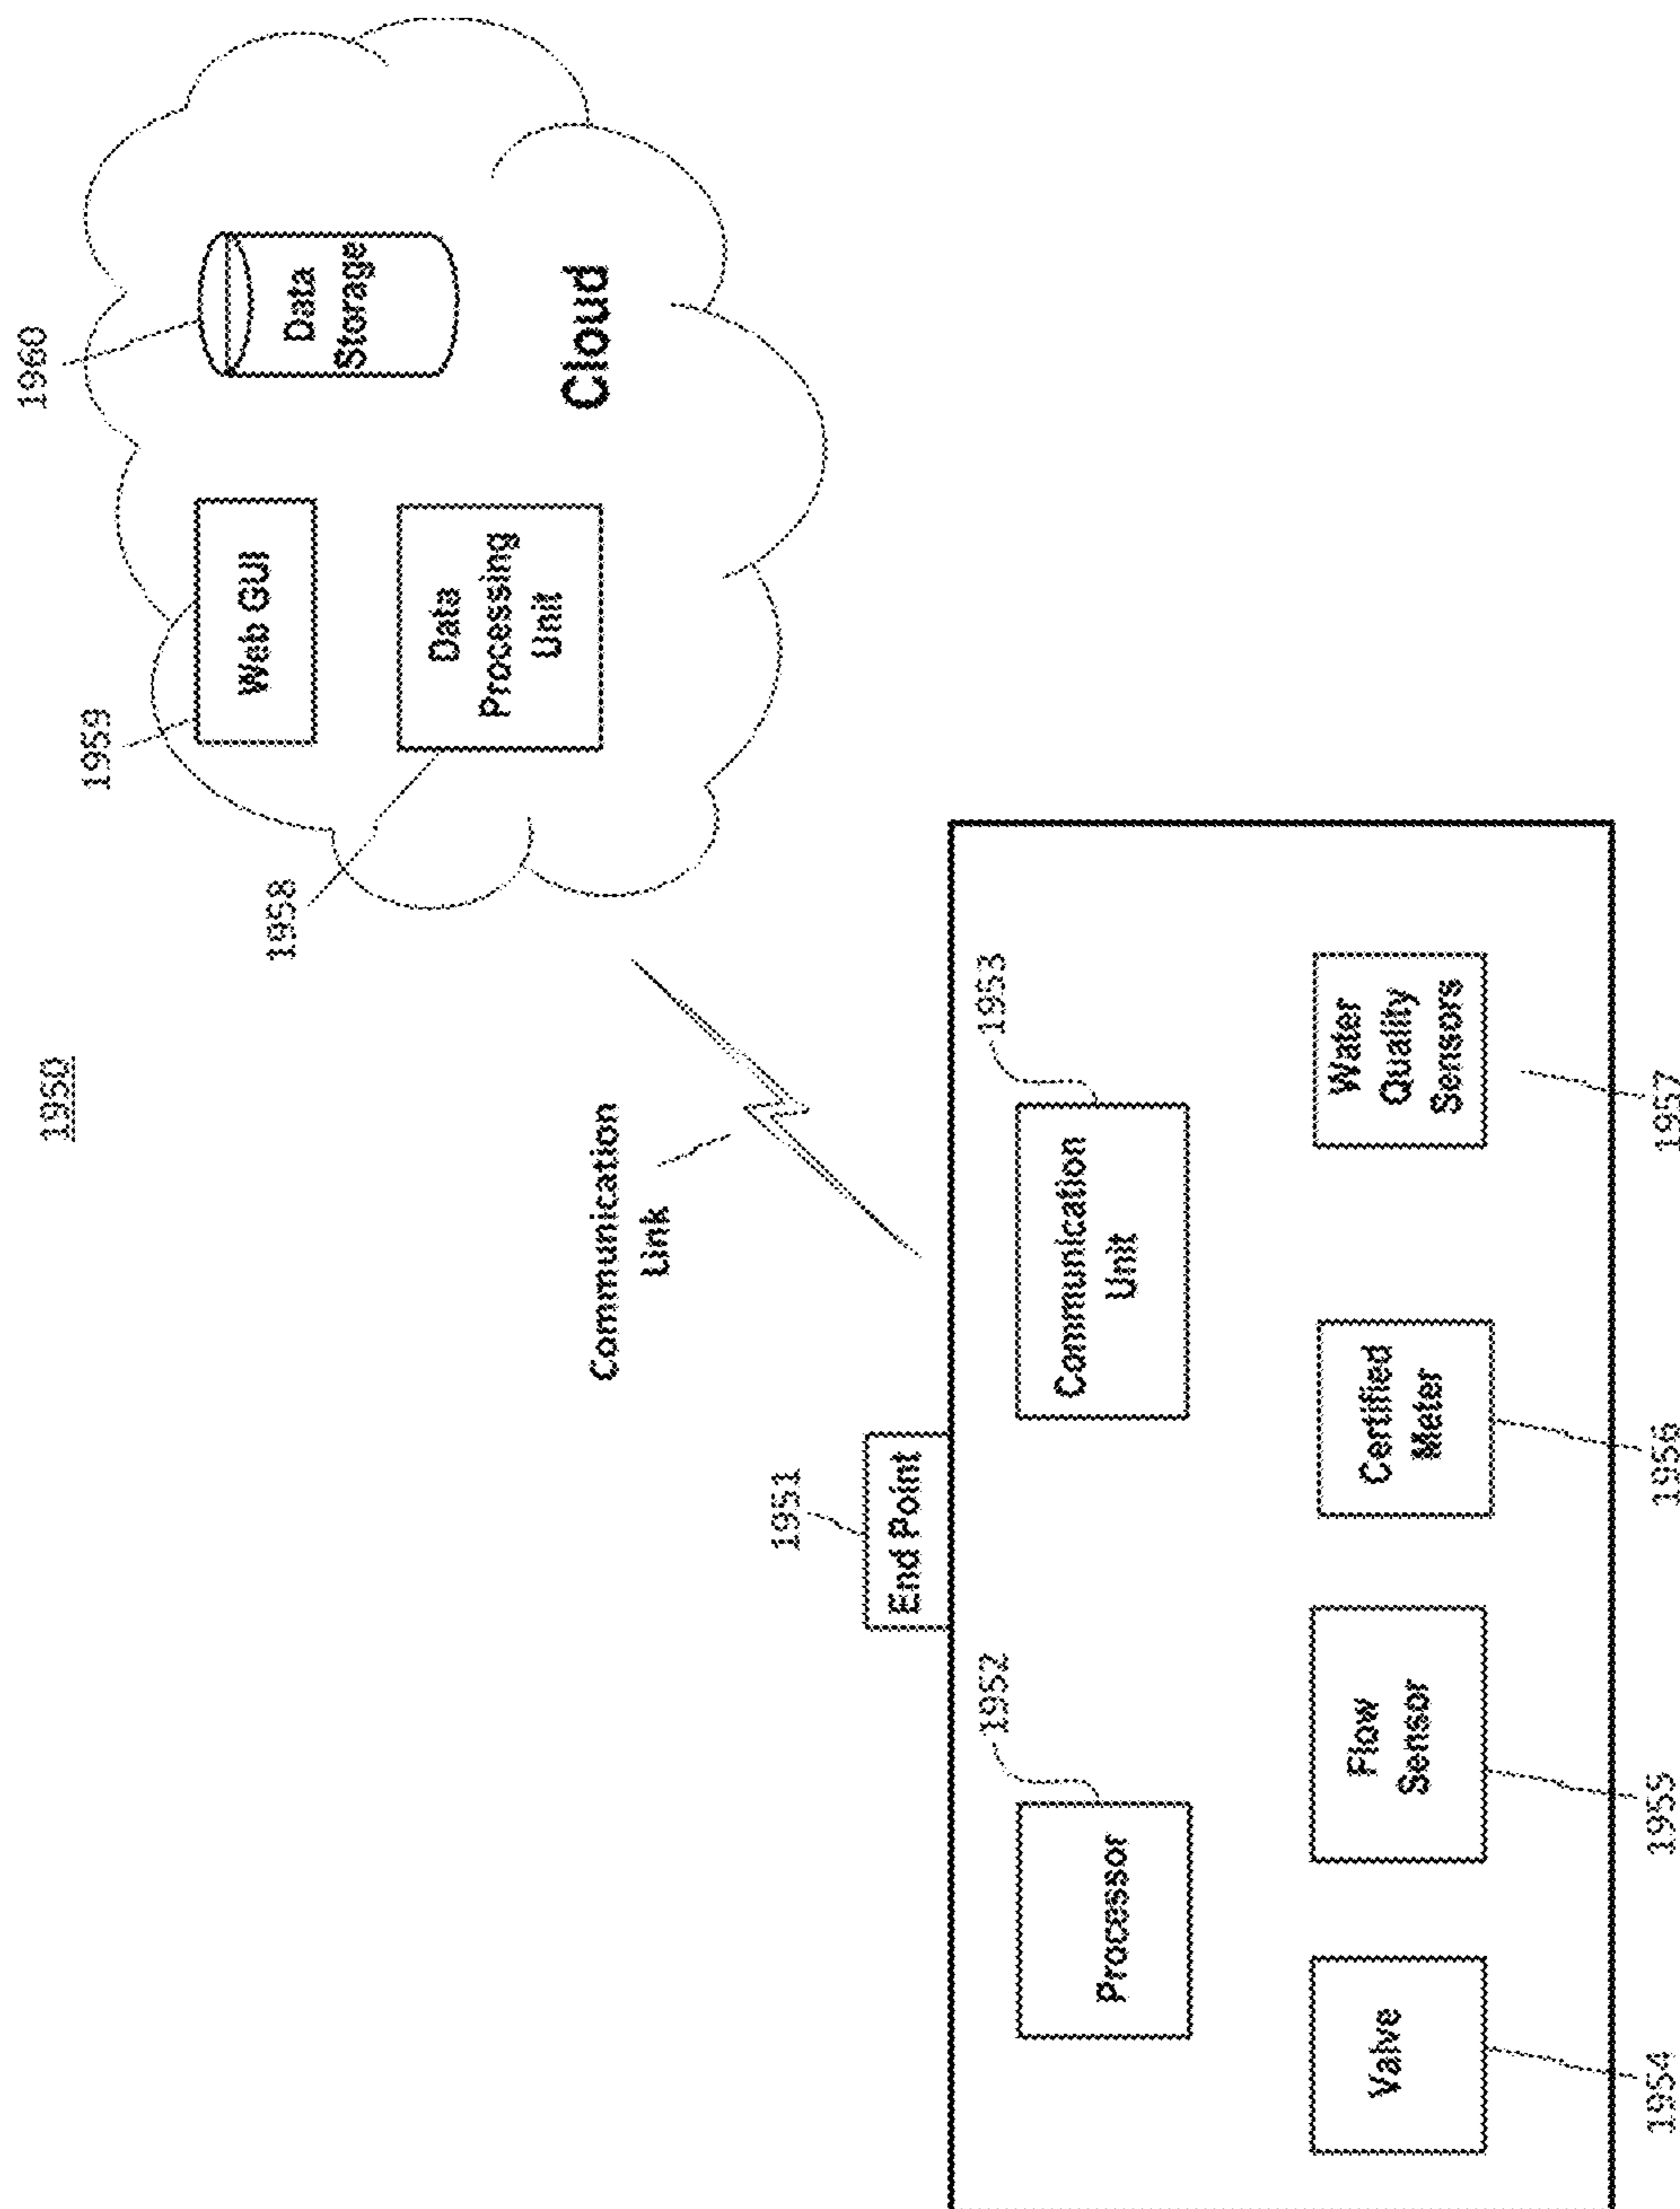 1950
1960
1959
Web GUI
Data
Storage
Data
Processing
Unit
1958
Cloud
Communication
Link
1951
End Point
1952
1953
Processor
Communication
Unit
Valve
Flow
Sensor
Certified
Meter
Water
Quality
Sensors
1954
1955
1956
1957